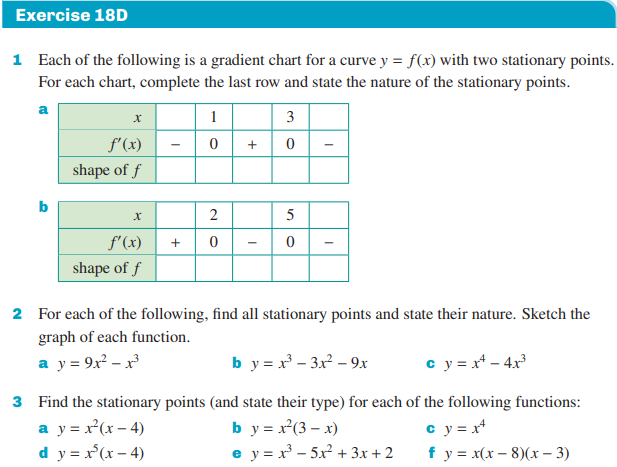 Exercise 18D
1 Each of the following is a gradient chart for a curve y = f(x) with two stationary points.
For each chart, complete the last row and state the nature of the stationary points.
a
x 1 3
f′(x) − 0 + 0 −
shape of f
b
x 2 5
f′(x) + 0 − 0 −
shape of f
2 For each of the following, find all stationary points and state their nature. Sketch the
graph of each function.
a y = 9x² − x³ b y = x³ − 3x² − 9x c y = x⁴ − 4x³
3 Find the stationary points (and state their type) for each of the following functions:
a y = x²(x − 4) b y = x²(3 − x) c y = x⁴
d y = x⁵(x − 4) e y = x³ − 5x² + 3x + 2 f y = x(x − 8)(x − 3)